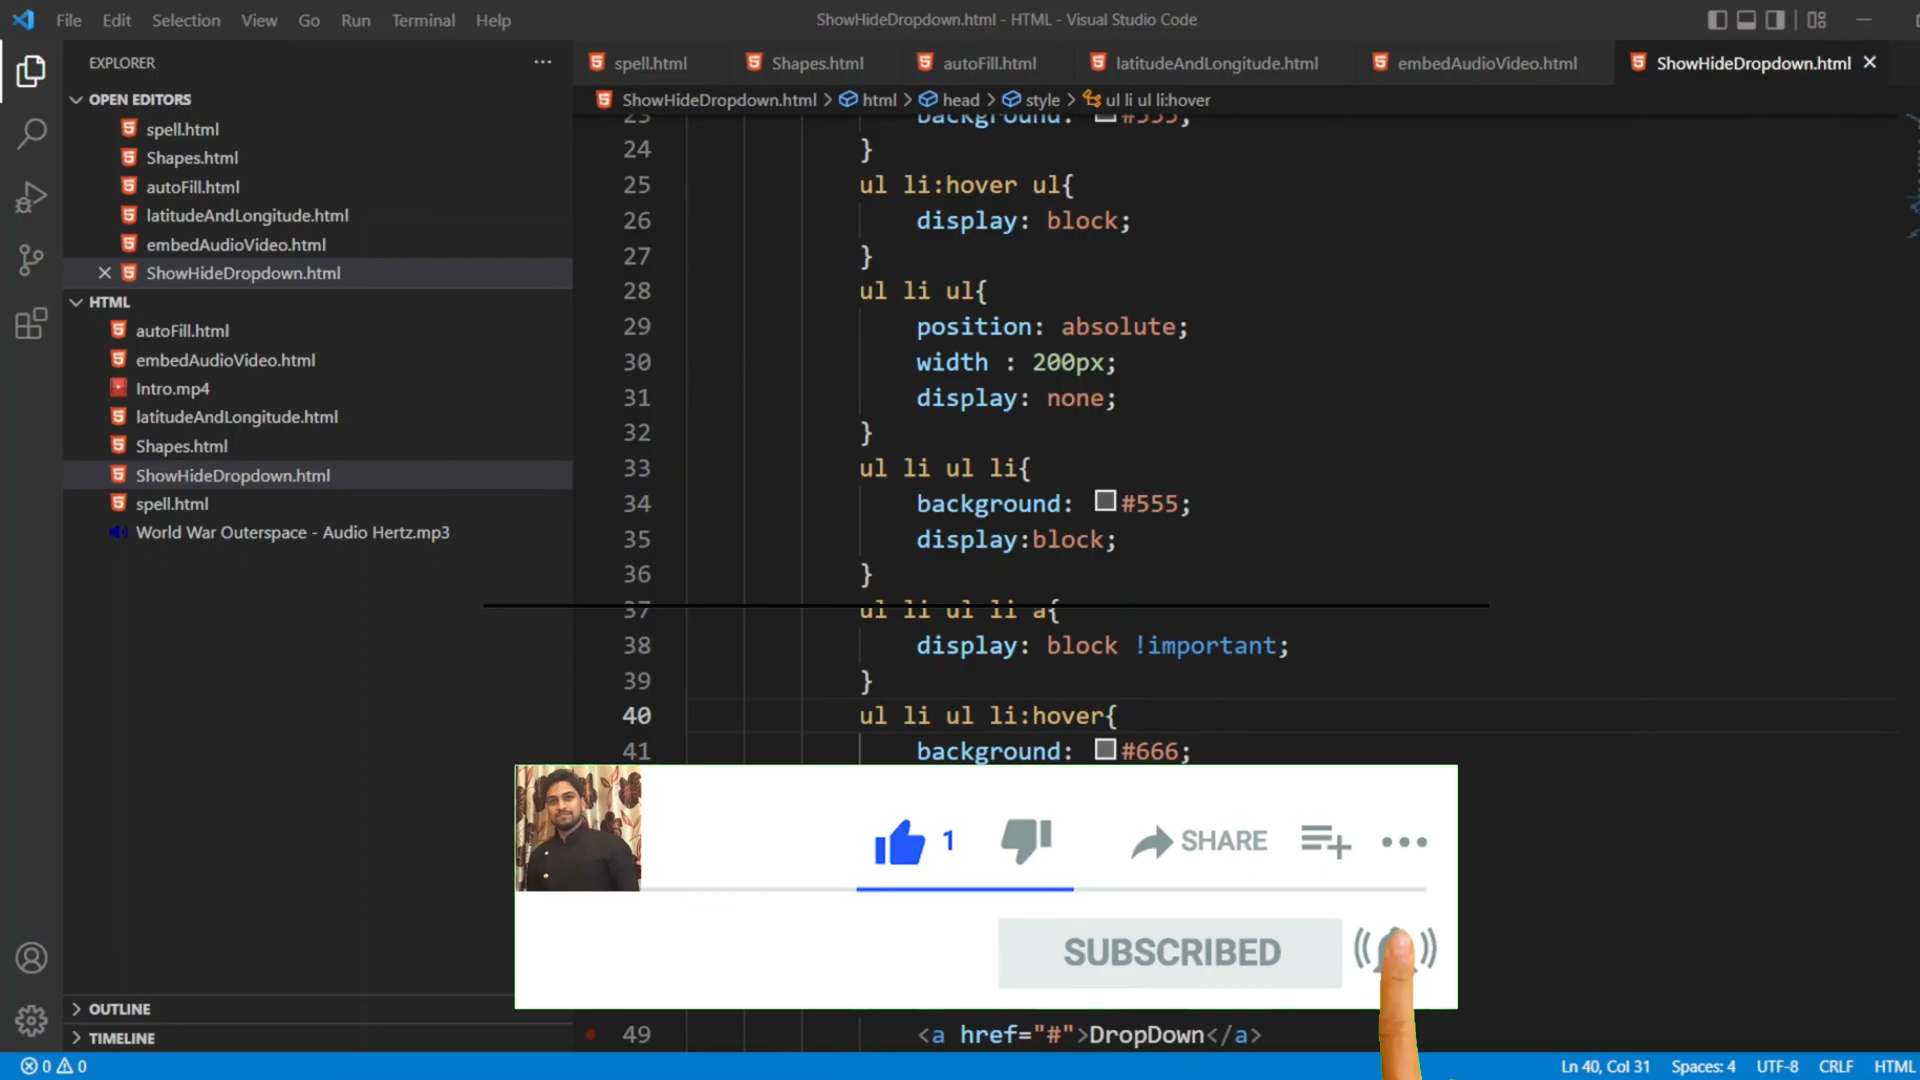 File Edit Selection View Go Run Terminal Help
ShowHideDropdown.html - HTML - Visual Studio Code
EXPLORER
OPEN EDITORS
spell.html
Shapes.html
autoFill.html
latitudeAndLongitude.html
embedAudioVideo.html
ShowHideDropdown.html
HTML
autoFill.html
embedAudioVideo.html
Intro.mp4
latitudeAndLongitude.html
Shapes.html
ShowHideDropdown.html
spell.html
World War Outerspace - Audio Hertz.mp3
OUTLINE
TIMELINE
spell.html Shapes.html autoFill.html latitudeAndLongitude.html embedAudioVideo.html ShowHideDropdown.html
ShowHideDropdown.html > html > head > style > ul li ul li:hover
23 background: #555;
24 }
25 ul li:hover ul{
26 display: block;
27 }
28 ul li ul{
29 position: absolute;
30 width : 200px;
31 display: none;
32 }
33 ul li ul li{
34 background: #555;
35 display:block;
36 }
37 ul li ul li a{
38 display: block !important;
39 }
40 ul li ul li:hover{
41 background: #666;
1 SHARE
SUBSCRIBED
49 <a href="#">DropDown</a>
0 0 Ln 40, Col 31 Spaces: 4 UTF-8 CRLF HTML